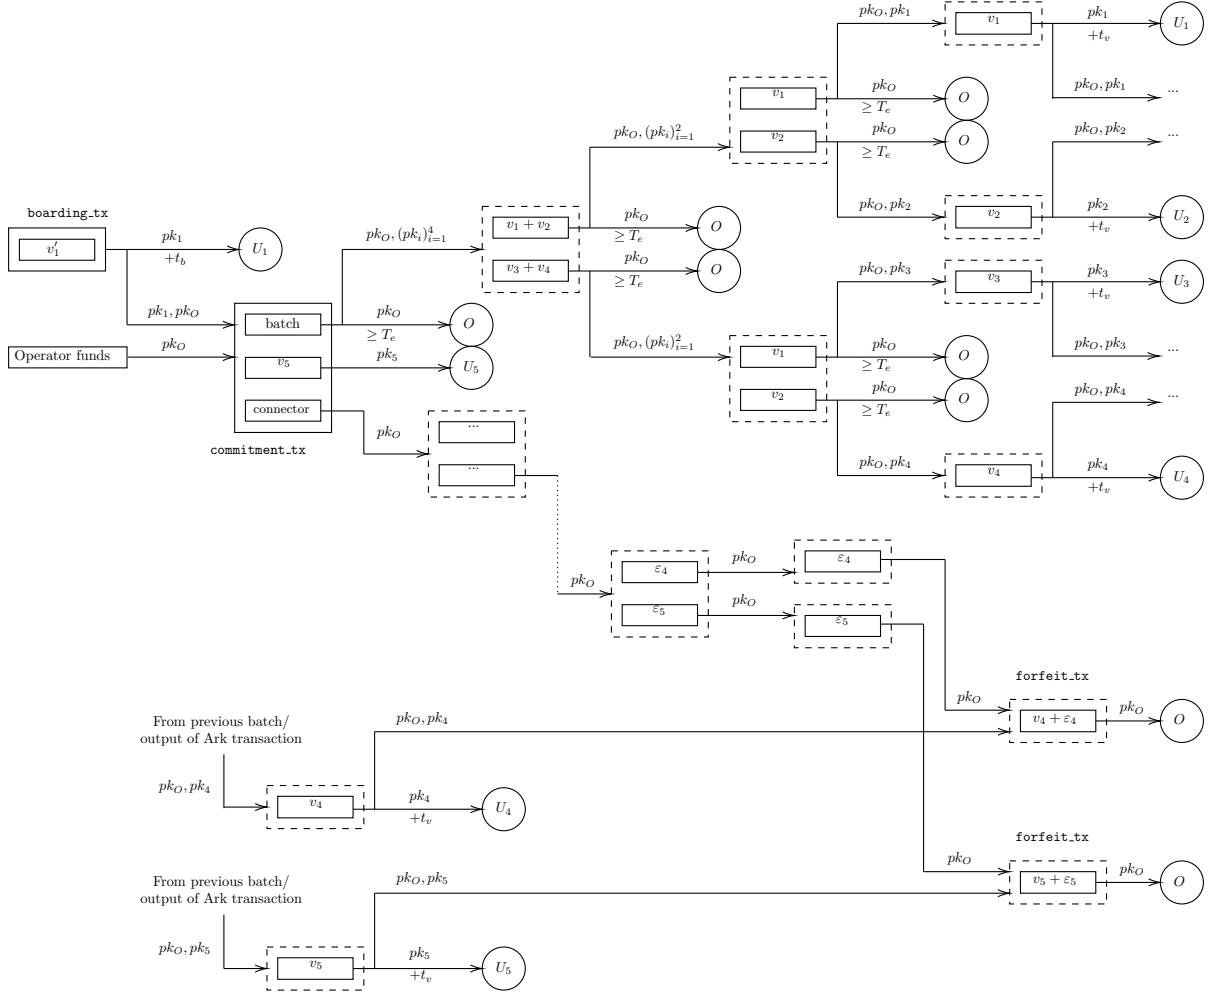 pk_O, pk_1
v_1
pk_1
+t_v
U_1
v_1
pk_O
≥ T_e
O
pk_O, pk_1
...
pk_O, (pk_i)_{i=1}^2
v_2
pk_O
≥ T_e
O
pk_O, pk_2
...
boarding_tx
v_1'
pk_1
+t_b
U_1
pk_O, (pk_i)_{i=1}^4
v_1 + v_2
pk_O
≥ T_e
O
v_3 + v_4
pk_O
≥ T_e
O
pk_O, pk_2
v_2
pk_2
+t_v
U_2
pk_O, pk_3
v_3
pk_3
+t_v
U_3
pk_1, pk_O
batch
pk_O
≥ T_e
O
Operator funds
pk_O
v_5
pk_5
U_5
pk_O, (pk_i)_{i=1}^2
v_1
pk_O
≥ T_e
O
pk_O, pk_3
...
v_2
pk_O
≥ T_e
O
pk_O, pk_4
...
connector
commitment_tx
pk_O
...
...
pk_O, pk_4
v_4
pk_4
+t_v
U_4
pk_O
ε_4
pk_O
ε_4
ε_5
pk_O
ε_5
forfeit_tx
pk_O
v_4 + ε_4
pk_O
O
From previous batch/
output of Ark transaction
pk_O, pk_4
pk_O, pk_4
v_4
pk_4
+t_v
U_4
forfeit_tx
pk_O
v_5 + ε_5
pk_O
O
From previous batch/
output of Ark transaction
pk_O, pk_5
pk_O, pk_5
v_5
pk_5
+t_v
U_5